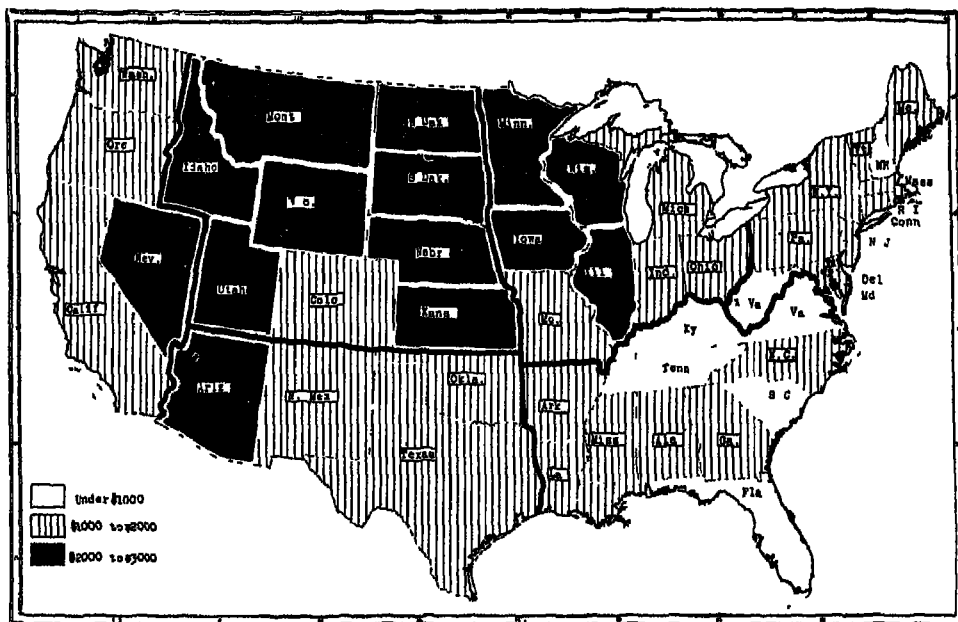 Wash.
Mont
N Dak
Minn.
Me.
Ore
Idaho
S Dak.
Wis.
Vt
NH
Mass
Mich
N.Y.
R I
Conn
Nev.
Nebr
Iowa
Pa.
N J
Utah
Ill
Ind.
Ohio
Del
Md
Calif
Colo
Kans
Mo.
Va
Va
Ky
N.C.
Tenn
Okla.
S C
Ariz
N. Mex
Ark
Miss
Ala
Ga.
Texas
La
Fla
Under $1000
$1000 to $2000
$2000 to $3000